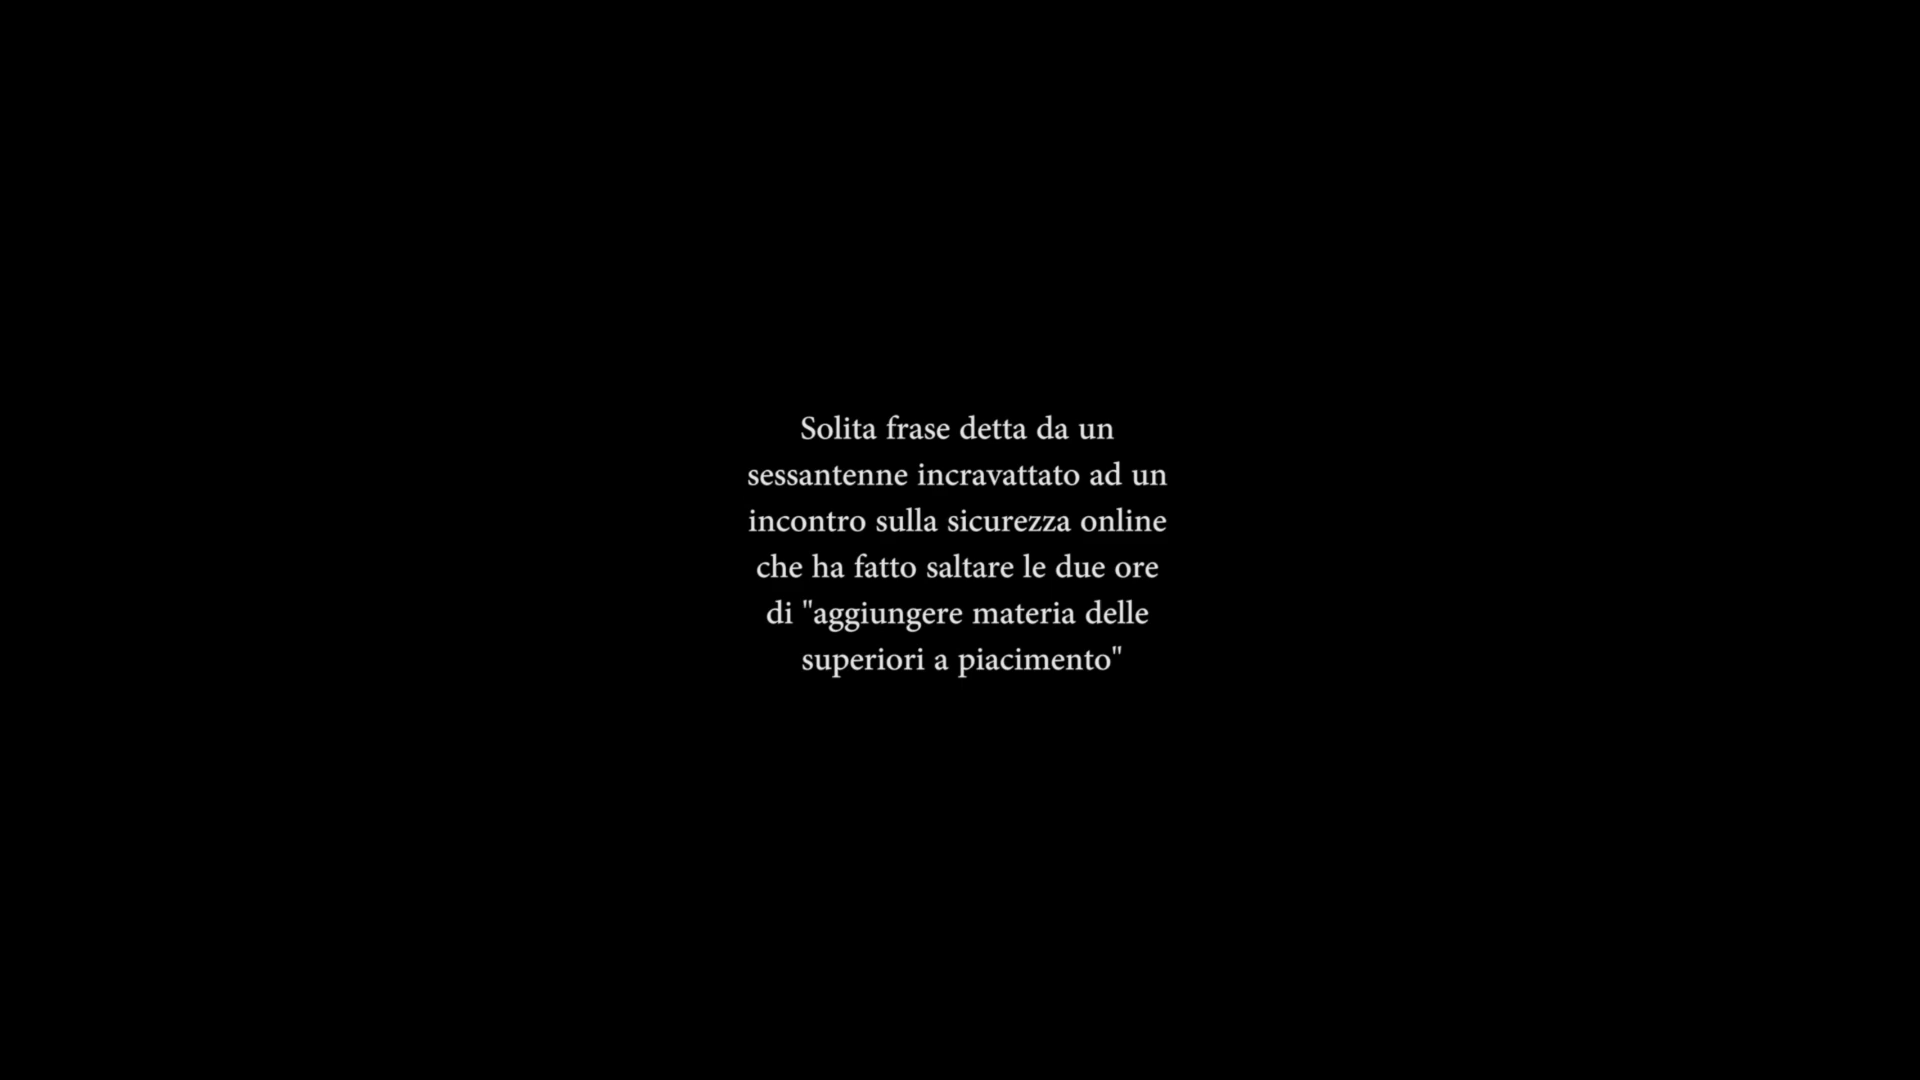 Solita frase detta da un
sessantenne incravattato ad un
incontro sulla sicurezza online
che ha fatto saltare le due ore
di "aggiungere materia delle
superiori a piacimento"